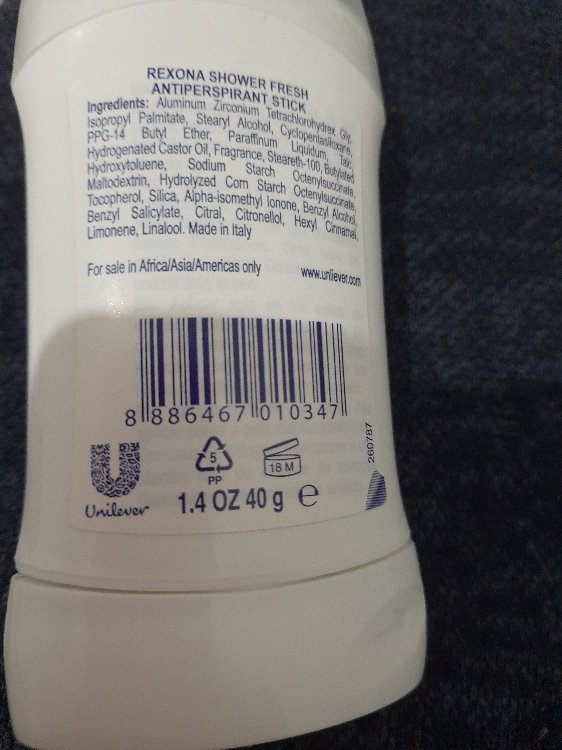 REXONA SHOWER FRESH
ANTIPERSPIRANT STICK
Ingredients: Aluminum Zirconium Tetrachlorohydrex Gly,
Isopropyl Palmitate, Stearyl Alcohol, Cyclopentasiloxane,
PPG-14 Butyl Ether, Paraffinum Liquidum, Talc,
Hydrogenated Castor Oil, Fragrance, Steareth-100, Butylated
Hydroxytoluene, Sodium Starch Octenylsuccinate,
Maltodextrin, Hydrolyzed Corn Starch Octenylsuccinate,
Tocopherol, Silica, Alpha-isomethyl Ionone, Benzyl Alcohol,
Benzyl Salicylate, Citral, Citronellol, Hexyl Cinnamal,
Limonene, Linalool. Made in Italy
For sale in Africa/Asia/Americas only www.unliever.com
8 886467 010347
260787
5
PP
18 M
Unilever
1.4 OZ 40 g e